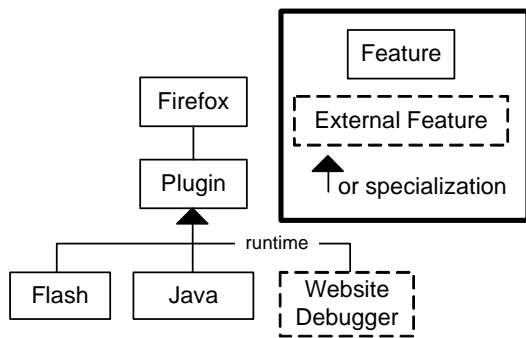 Feature
Firefox
External Feature
Plugin
or specialization
runtime
Flash
Java
Website
Debugger